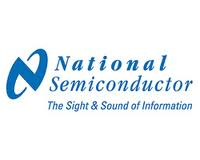 National
Semiconductor
The Sight & Sound of Information